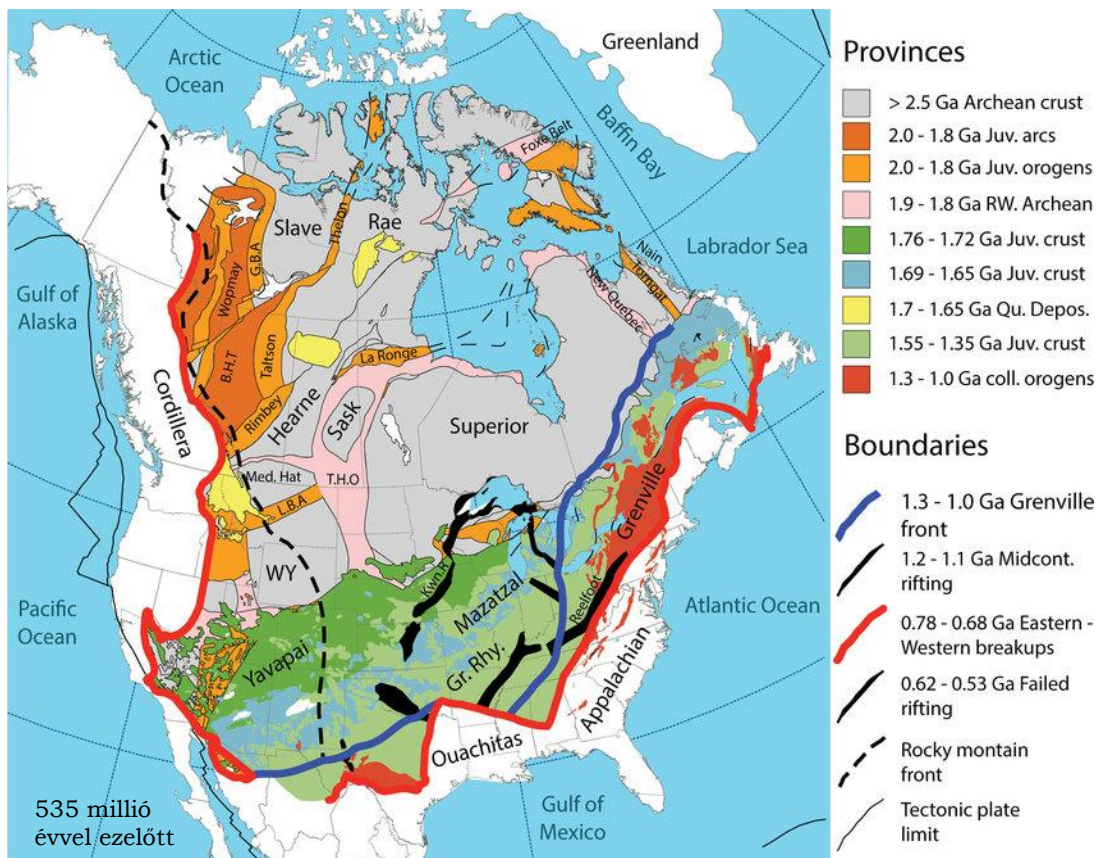 Greenland
Arctic
Ocean
Baffin Bay
Foxe Belt
Slave
Rae
Thelon
G.B.A
Wopmay
Nain
Torngat
New Quebec
Labrador Sea
Gulf of
Alaska
B.H.T
Taltson
La Ronge
Cordillera
Rimbey
Hearne
Sask
Superior
Med. Hat
T.H.O
L.B.A
WY
Grenville
Pacific
Ocean
Kwn.R
Mazatzal
Reelfoot
Atlantic Ocean
Yavapai
Gr. Rhy.
Appalachian
Ouachitas
Gulf of
Mexico
535 millió
évvel ezelőtt
Provinces
> 2.5 Ga Archean crust
2.0 - 1.8 Ga Juv. arcs
2.0 - 1.8 Ga Juv. orogens
1.9 - 1.8 Ga RW. Archean
1.76 - 1.72 Ga Juv. crust
1.69 - 1.65 Ga Juv. crust
1.7 - 1.65 Ga Qu. Depos.
1.55 - 1.35 Ga Juv. crust
1.3 - 1.0 Ga coll. orogens
Boundaries
1.3 - 1.0 Ga Grenville
front
1.2 - 1.1 Ga Midcont.
rifting
0.78 - 0.68 Ga Eastern -
Western breakups
0.62 - 0.53 Ga Failed
rifting
Rocky montain
front
Tectonic plate
limit